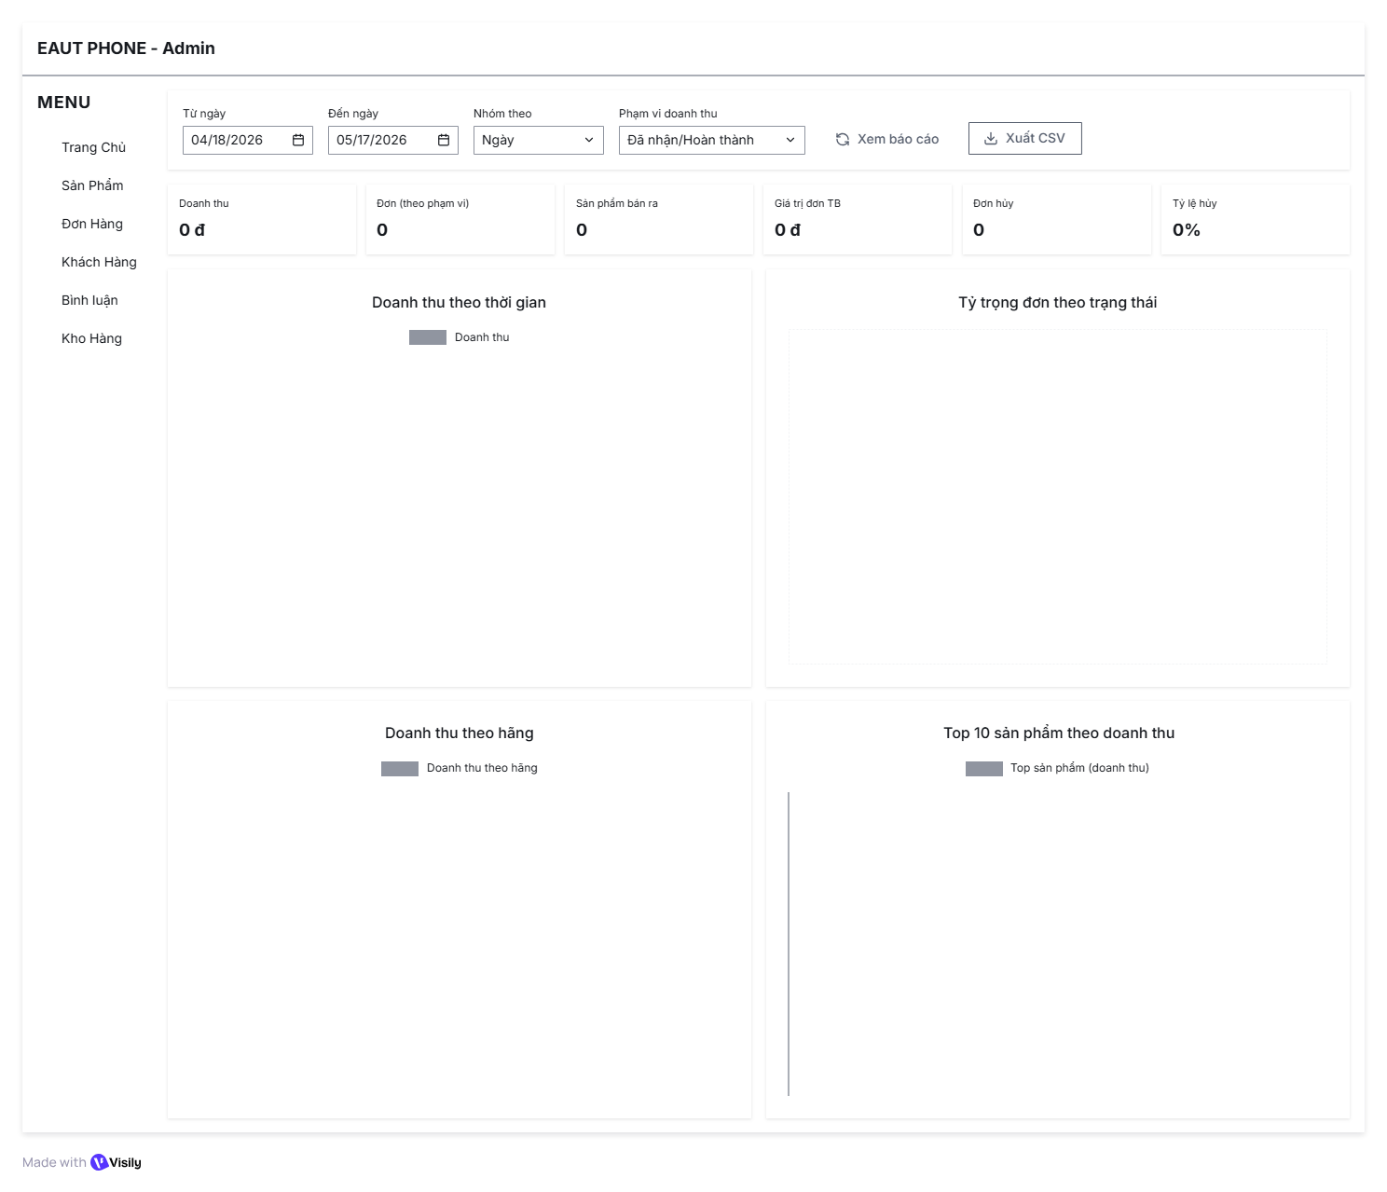 EAUT PHONE - Admin
MENU
Trang Chủ
Sản Phẩm
Đơn Hàng
Khách Hàng
Bình luận
Kho Hàng
Từ ngày
Đến ngày
Nhóm theo
Phạm vi doanh thu
04/18/2026
05/17/2026
Ngày
Đã nhận/Hoàn thành
Xem báo cáo
Xuất CSV
Doanh thu
0 đ
Đơn (theo phạm vi)
0
Sản phẩm bán ra
0
Giá trị đơn TB
0 đ
Đơn hủy
0
Tỷ lệ hủy
0%
Doanh thu theo thời gian
Doanh thu
Tỷ trọng đơn theo trạng thái
Doanh thu theo hãng
Doanh thu theo hãng
Top 10 sản phẩm theo doanh thu
Top sản phẩm (doanh thu)
Made with Visily